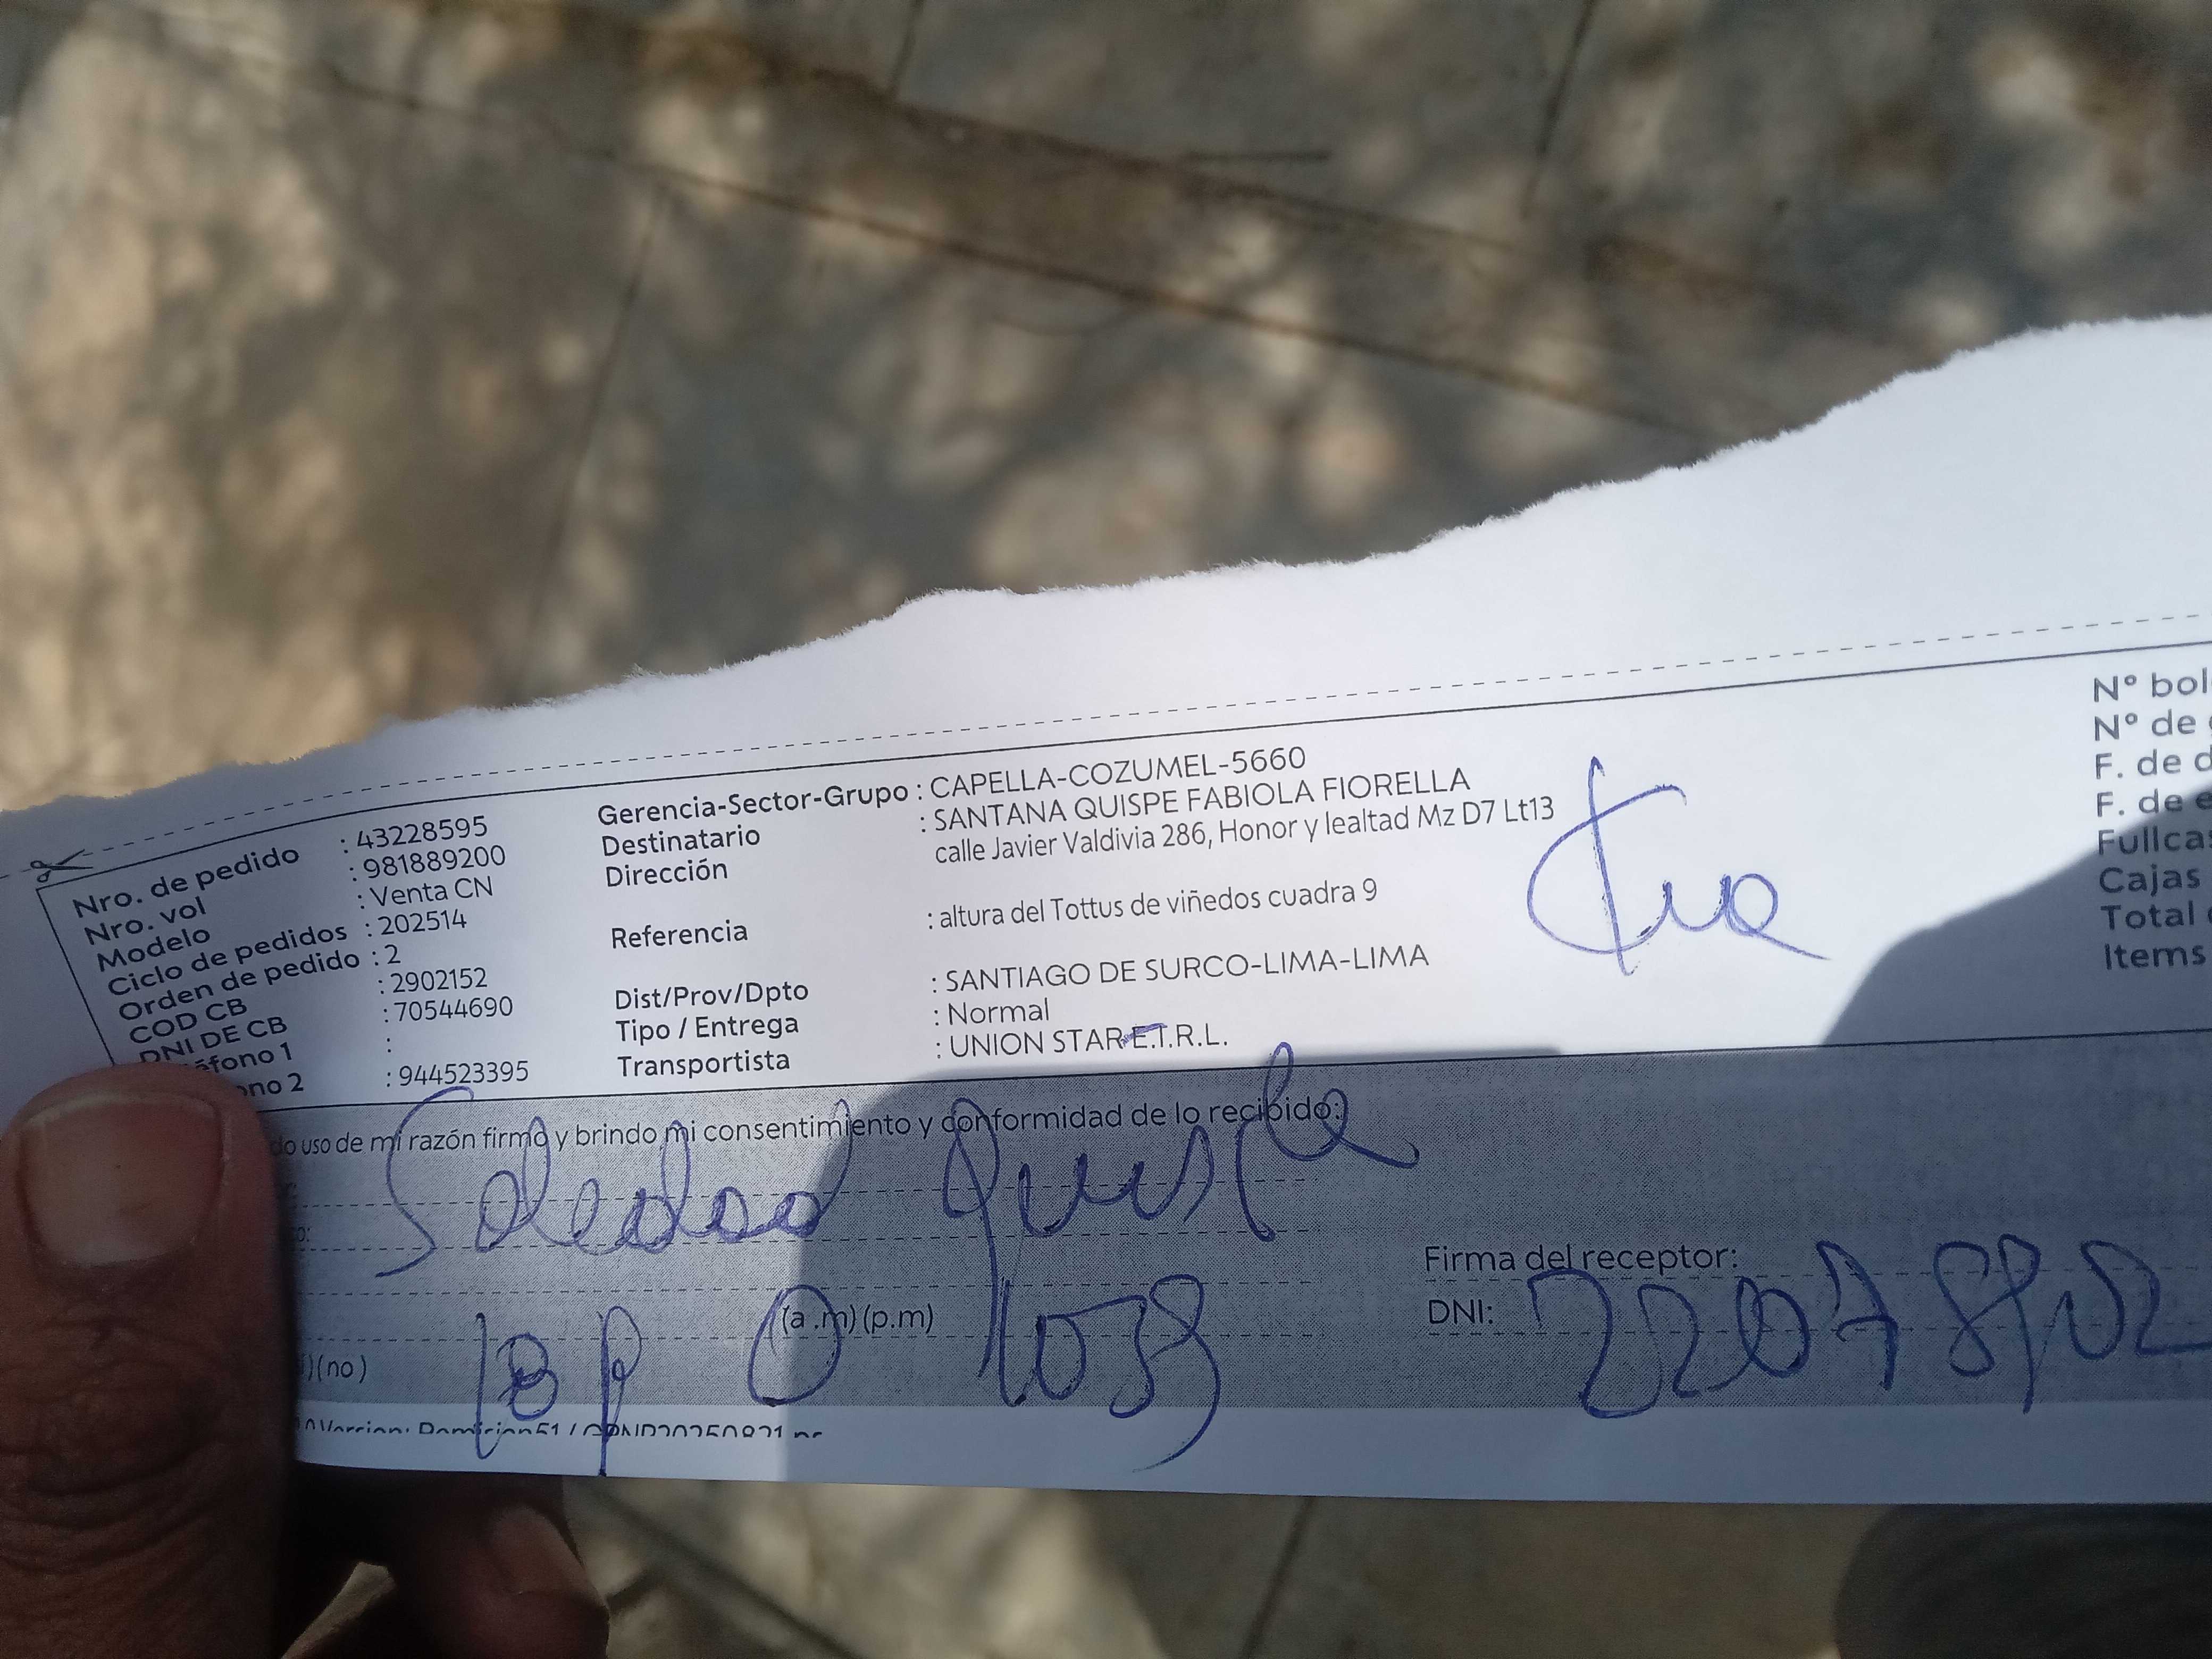 Nro. de pedido : 43228595
Nro. vol : 981889200
Modelo : Venta CN
Ciclo de pedidos : 202514
Orden de pedido : 2
COD CB : 2902152
DNI DE CB : 70544690
éfono 1 :
ono 2 : 944523395
Gerencia-Sector-Grupo : CAPELLA-COZUMEL-5660
Destinatario : SANTANA QUISPE FABIOLA FIORELLA
Dirección calle Javier Valdivia 286, Honor y lealtad Mz D7 Lt13
Referencia : altura del Tottus de viñedos cuadra 9
Dist/Prov/Dpto : SANTIAGO DE SURCO-LIMA-LIMA
Tipo / Entrega : Normal
Transportista : UNION STAR E.I.R.L.
N° bol
N° de
F. de d
F. de e
Fullcas
Cajas
Total
Items
do uso de mi razón firmo y brindo mi consentimiento y conformidad de lo recibido:
Soledad Quispe
Firma del receptor:
(a .m) (p.m)
DNI:
)(no)